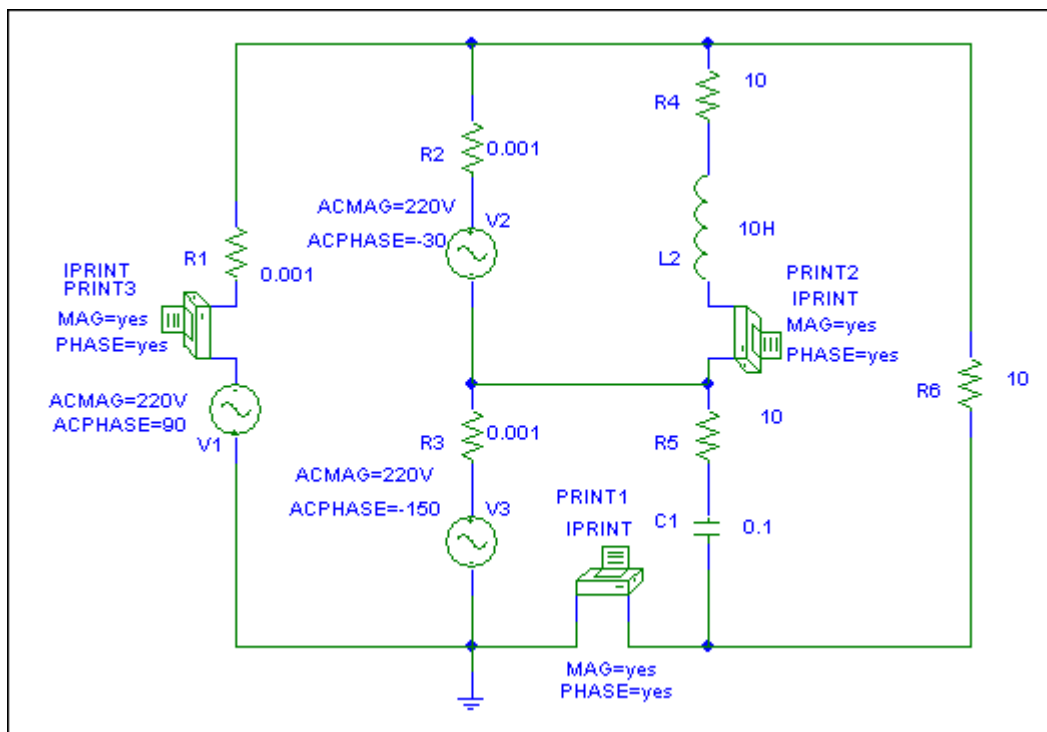 R4
10
R2
0.001
ACMAG=220V
V2
ACPHASE=-30
10H
L2
R1
0.001
IPRINT
PRINT3
MAG=yes
PHASE=yes
PRINT2
IPRINT
MAG=yes
PHASE=yes
ACMAG=220V
ACPHASE=90
V1
R6
10
R3
0.001
10
R5
ACMAG=220V
ACPHASE=-150
V3
PRINT1
IPRINT
C1
0.1
MAG=yes
PHASE=yes